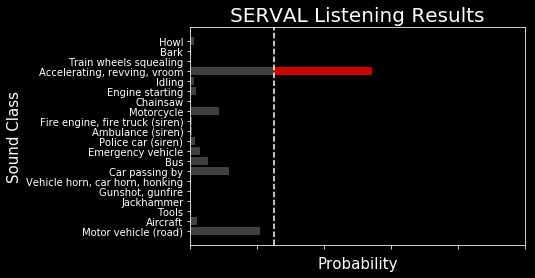 SERVAL Listening Results
Sound Class
Howl
Bark
Train wheels squealing
Accelerating, revving, vroom
Idling
Engine starting
Chainsaw
Motorcycle
Fire engine, fire truck (siren)
Ambulance (siren)
Police car (siren)
Emergency vehicle
Bus
Car passing by
Vehicle horn, car horn, honking
Gunshot, gunfire
Jackhammer
Tools
Aircraft
Motor vehicle (road)
Probability